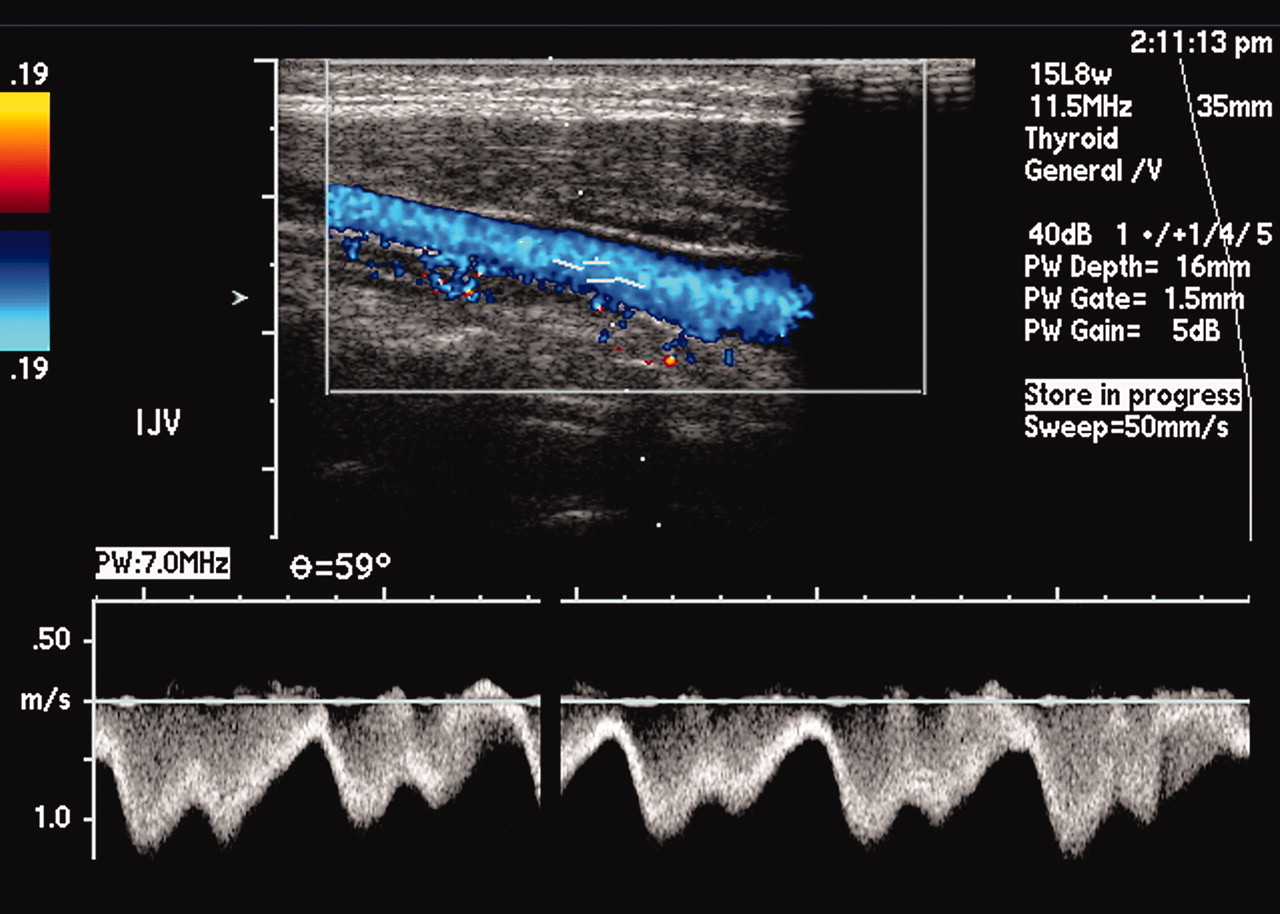 2:11:13 pm
.19
15L8w
11.5MHz 35mm
Thyroid
General /V
40dB 1 •/+1/4/ 5
PW Depth= 16mm
PW Gate= 1.5mm
PW Gain= 5dB
.19
Store in progress
Sweep=50mm/s
IJV
PW:7.0MHz θ=59°
.50
m/s
1.0